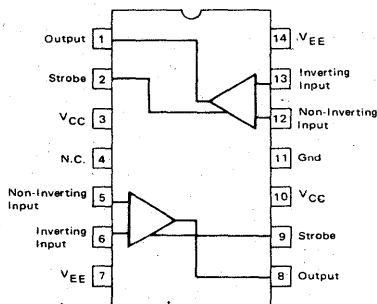 Output 1
Strobe 2
VCC 3
N.C. 4
Non-Inverting
Input
5
Inverting
Input
6
VEE 7
14 VEE
13 Inverting
Input
12 Non-Inverting
Input
11 Gnd
10 VCC
9 Strobe
8 Output